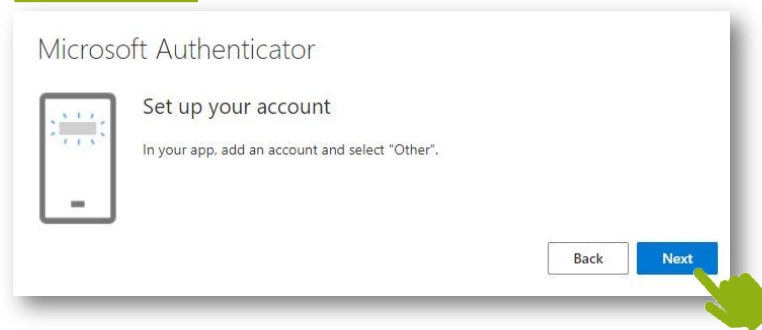 Microsoft Authenticator
Set up your account
In your app, add an account and select "Other".
Back
Next